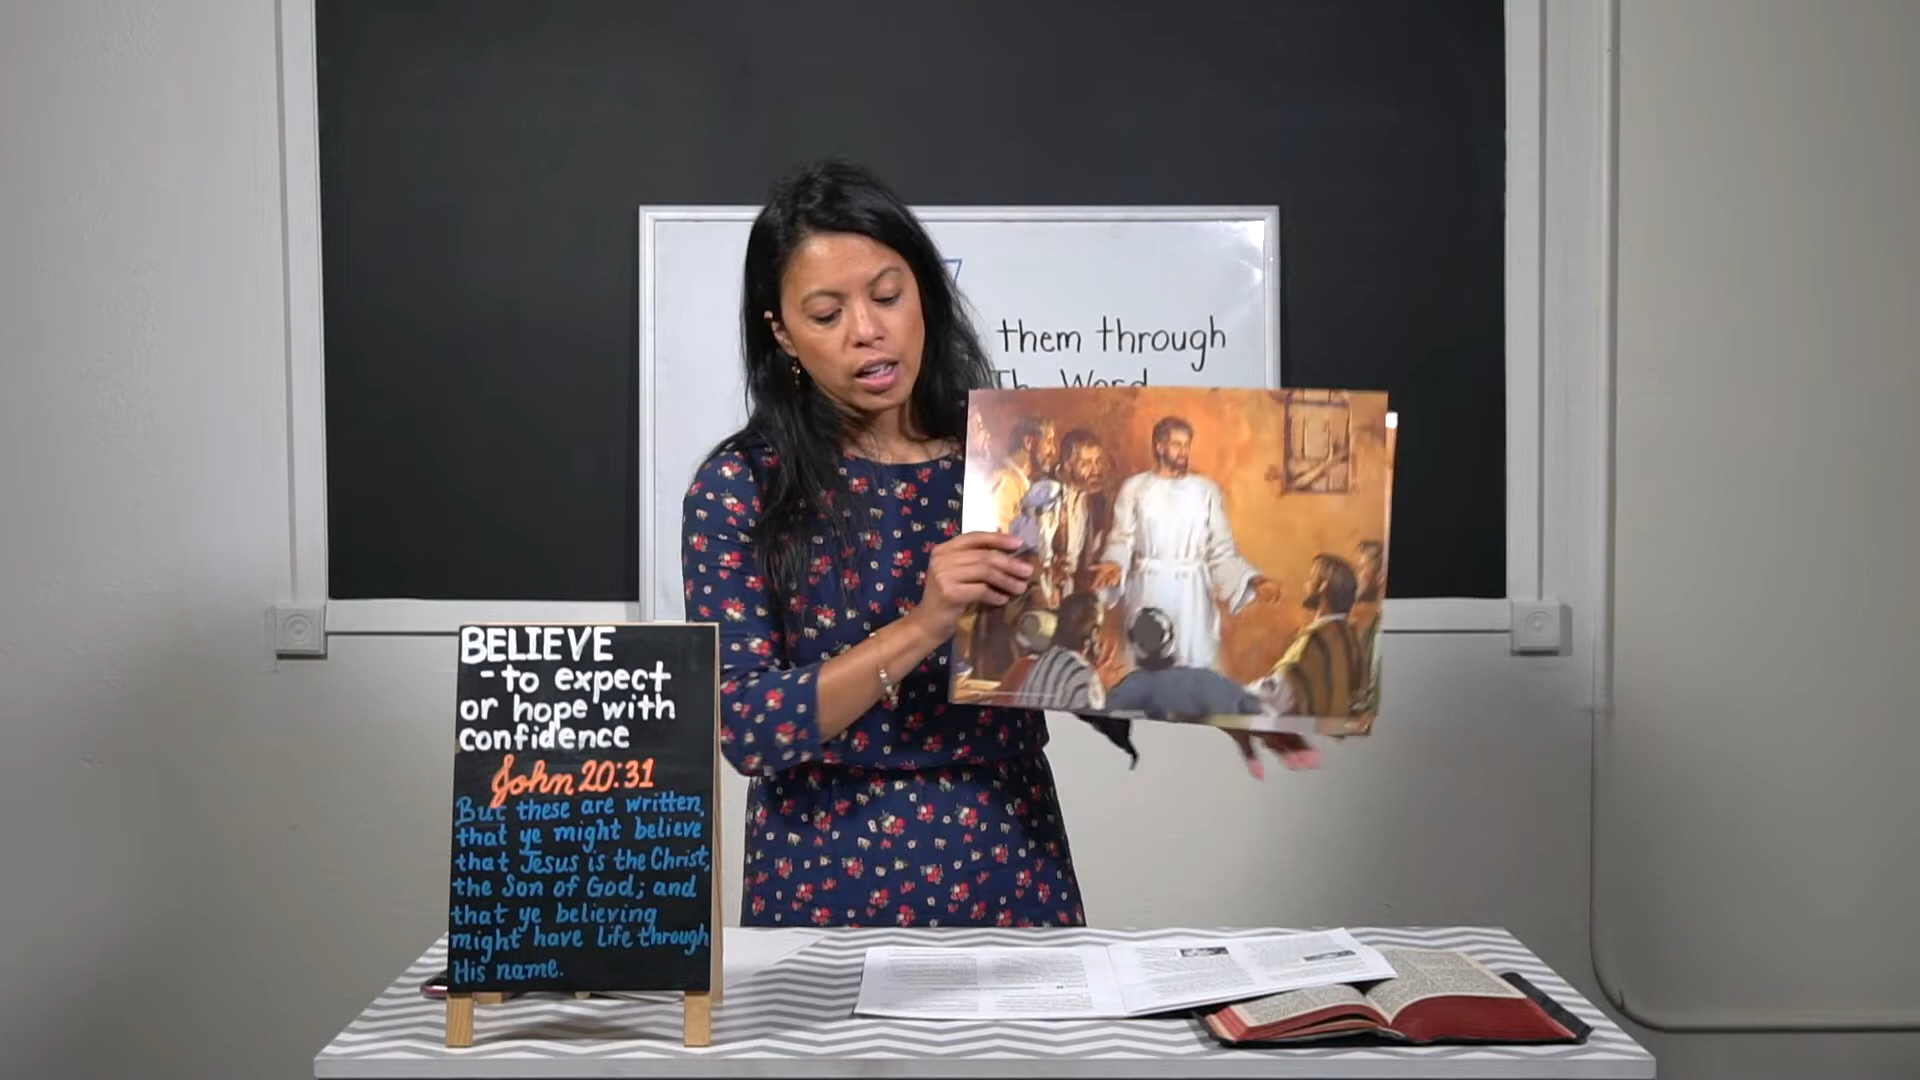 them through
The Word
BELIEVE
- to expect
or hope with
confidence
John 20:31
But these are written,
that ye might believe
that Jesus is the Christ,
the Son of God; and
that ye believing
might have life through
His name.